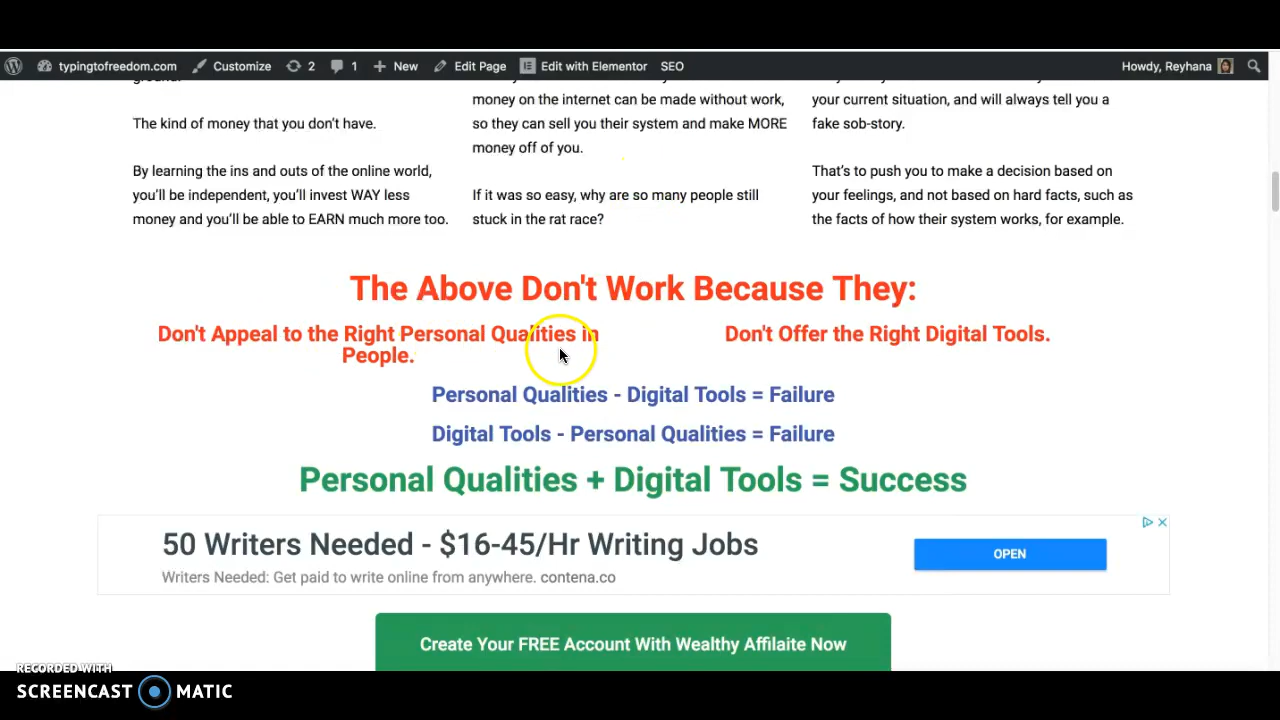 typingtofreedom.com Customize 2 1 New Edit Page Edit with Elementor SEO Howdy, Reyhana
ground.
The kind of money that you don't have.
By learning the ins and outs of the online world,
you'll be independent, you'll invest WAY less
money and you'll be able to EARN much more too.
money on the internet can be made without work,
so they can sell you their system and make MORE
money off of you.
If it was so easy, why are so many people still
stuck in the rat race?
your current situation, and will always tell you a
fake sob-story.
That's to push you to make a decision based on
your feelings, and not based on hard facts, such as
the facts of how their system works, for example.
The Above Don't Work Because They:
Don't Appeal to the Right Personal Qualities in
People.
Don't Offer the Right Digital Tools.
Personal Qualities - Digital Tools = Failure
Digital Tools - Personal Qualities = Failure
Personal Qualities + Digital Tools = Success
50 Writers Needed - $16-45/Hr Writing Jobs
Writers Needed: Get paid to write online from anywhere. contena.co
OPEN
Create Your FREE Account With Wealthy Affilaite Now
RECORDED WITH
SCREENCAST MATIC